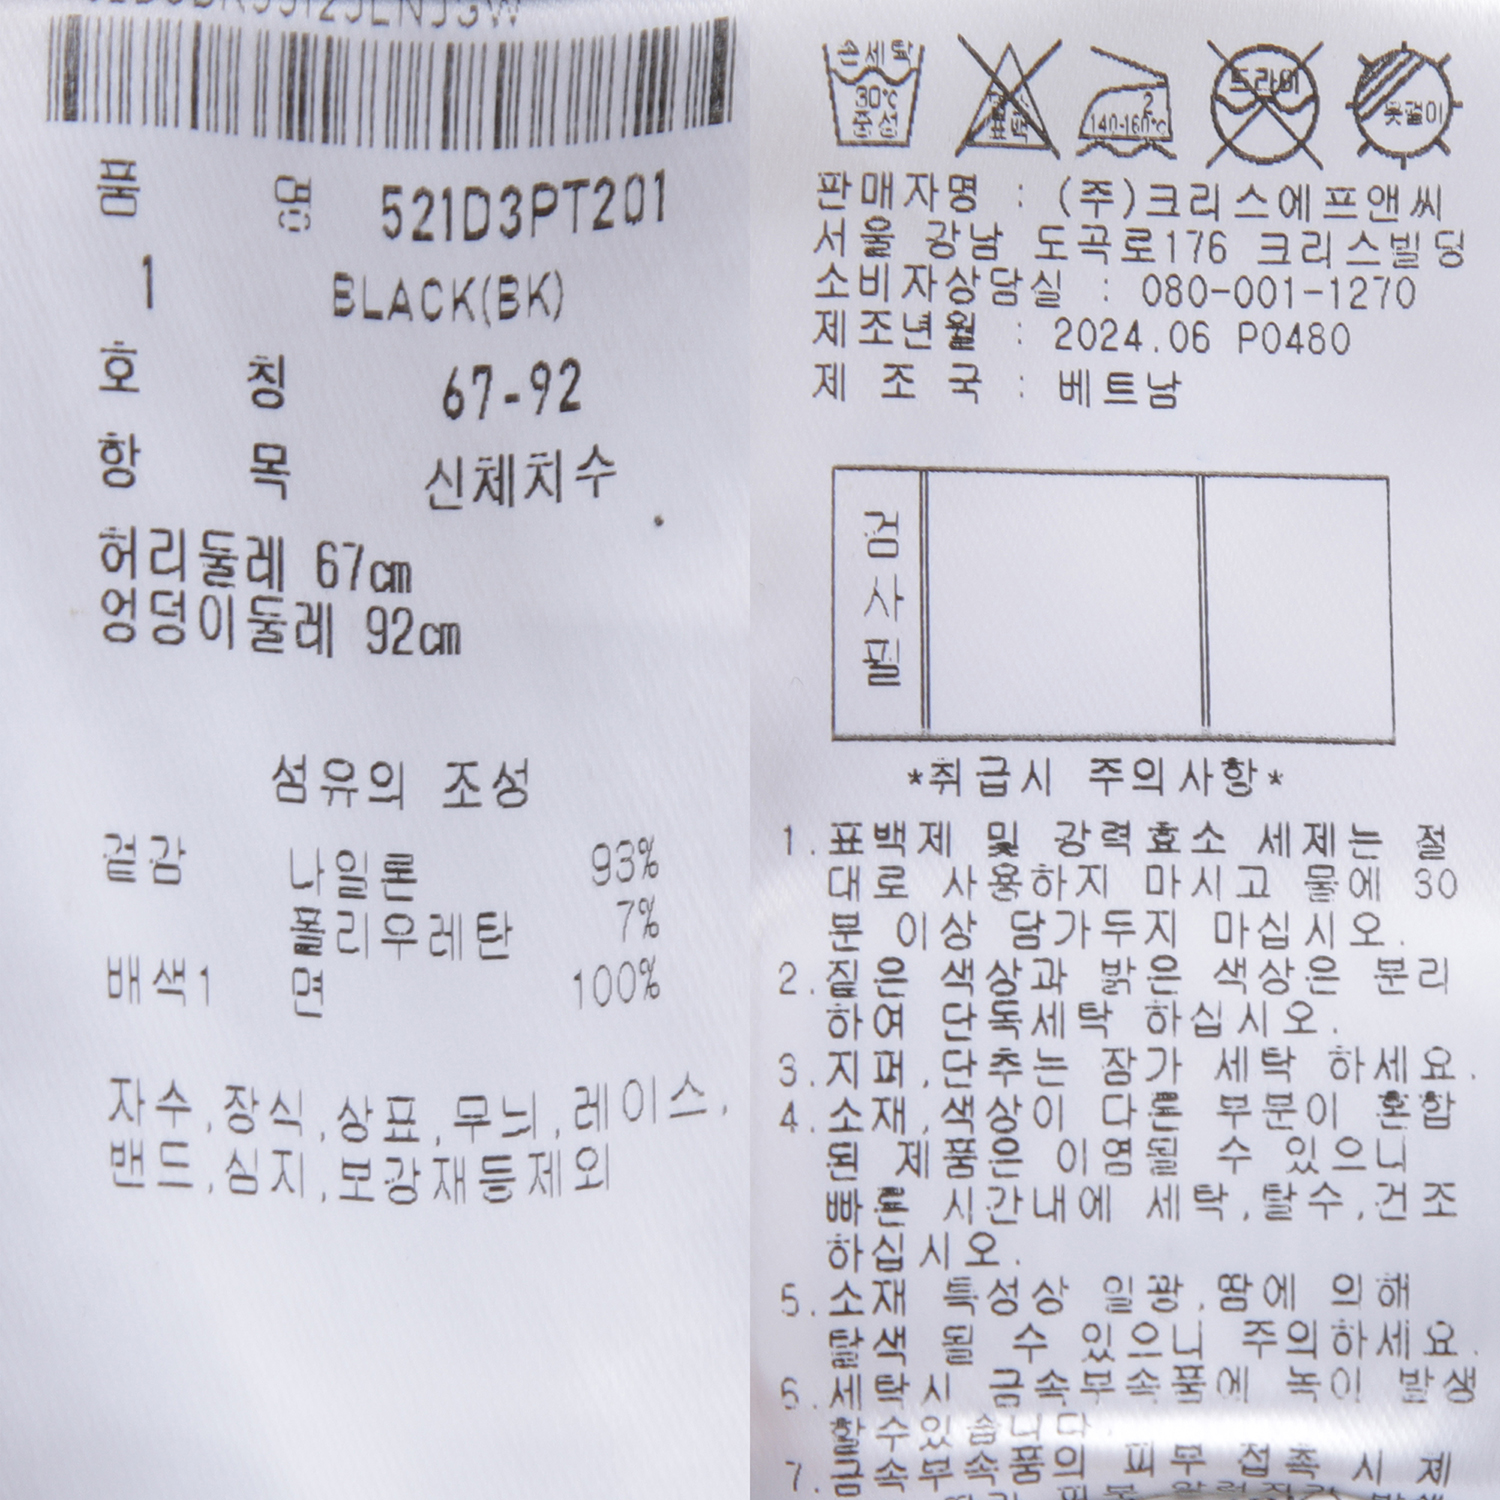 품 명 521D3PT201
1 BLACK(BK)
호 칭 67-92
항 목 신체치수
허리둘레 67cm
엉덩이둘레 92cm
섬유의 조성
겉감 나일론 93%
폴리우레탄 7%
배색1 면 100%
자수,장식,상표,무늬,레이스,
밴드,심지,보강재등제외
손세탁
30℃
중성
2
140-160℃
드라이
옷걸이
판매자명 : (주)크리스에프앤씨
서울 강남 도곡로176 크리스빌딩
소비자상담실 : 080-001-1270
제조년월 : 2024.06 P0480
제 조 국 : 베트남
검
사
필
*취급시 주의사항*
1.표백제 및 강력효소 세제는 절
대로 사용하지 마시고 물에 30
분 이상 담가두지 마십시오.
2.짙은 색상과 밝은 색상은 분리
하여 단독세탁 하십시오.
3.지퍼,단추는 잠가 세탁 하세요.
4.소재,색상이 다른 부분이 혼합
된 제품은 이염될 수 있으니
빠른 시간내에 세탁,탈수,건조
하십시오.
5.소재 특성상 일광,땀에 의해
탈색 될 수 있으니 주의하세요.
6.세탁시 금속부속품에 녹이 발생
할수있습니다.
7.금속부속품의 피부 접촉 시 제